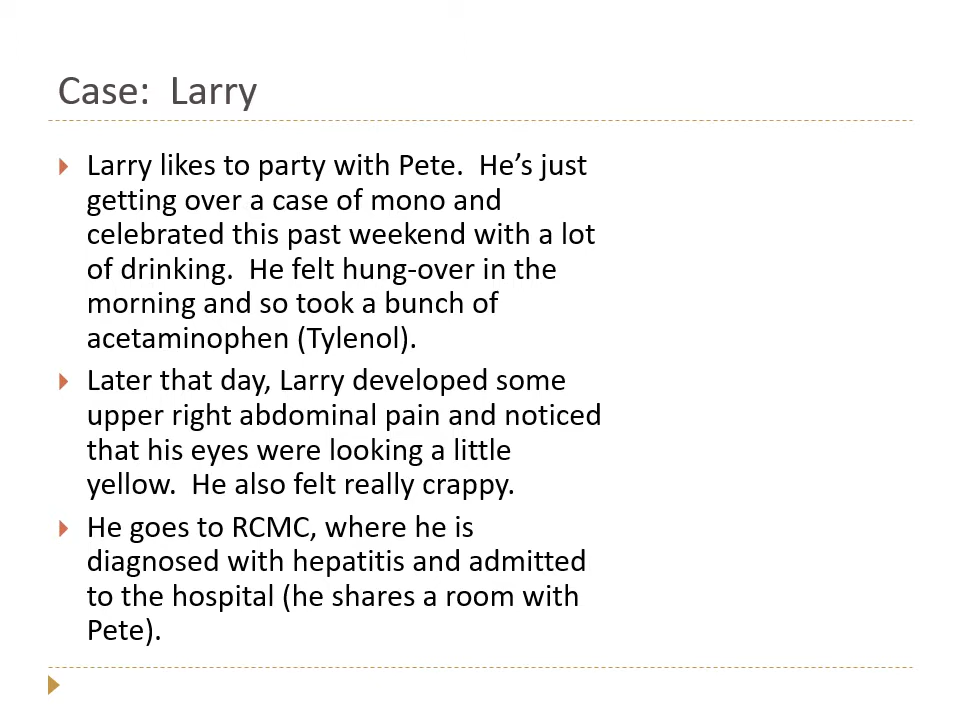 Case:  Larry
Larry likes to party with Pete.  He’s just
getting over a case of mono and
celebrated this past weekend with a lot
of drinking.  He felt hung-over in the
morning and so took a bunch of
acetaminophen (Tylenol).
Later that day, Larry developed some
upper right abdominal pain and noticed
that his eyes were looking a little
yellow.  He also felt really crappy.
He goes to RCMC, where he is
diagnosed with hepatitis and admitted
to the hospital (he shares a room with
Pete).